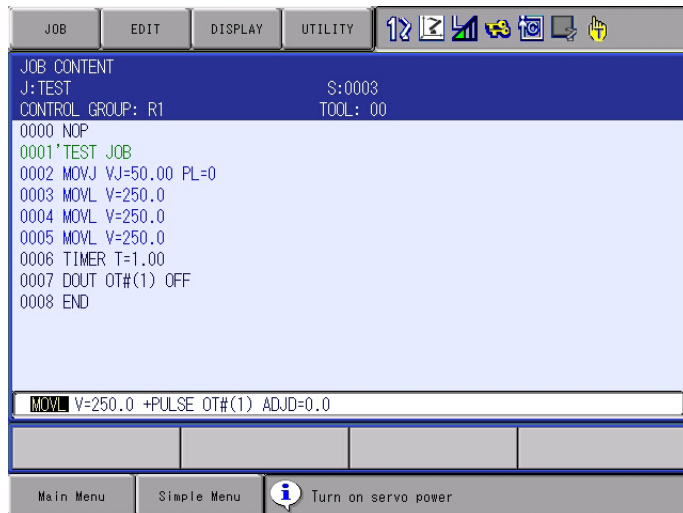 JOB EDIT DISPLAY UTILITY
JOB CONTENT
J:TEST S:0003
CONTROL GROUP: R1 TOOL: 00
0000 NOP
0001'TEST JOB
0002 MOVJ VJ=50.00 PL=0
0003 MOVL V=250.0
0004 MOVL V=250.0
0005 MOVL V=250.0
0006 TIMER T=1.00
0007 DOUT OT#(1) OFF
0008 END
MOVL V=250.0 +PULSE OT#(1) ADJD=0.0
Main Menu Simple Menu Turn on servo power